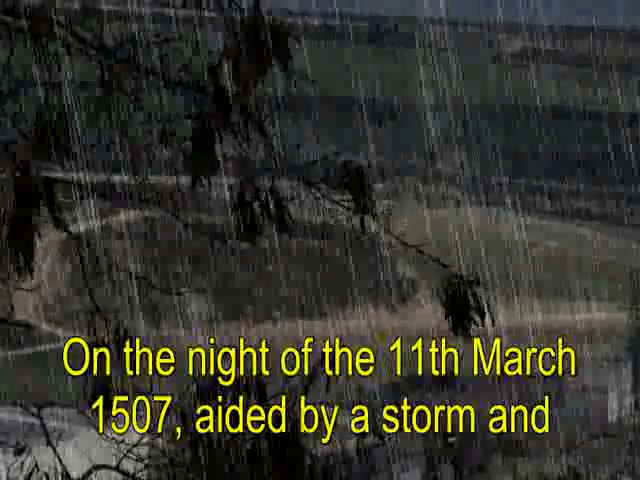 On the night of the 11th March
1507, aided by a storm and